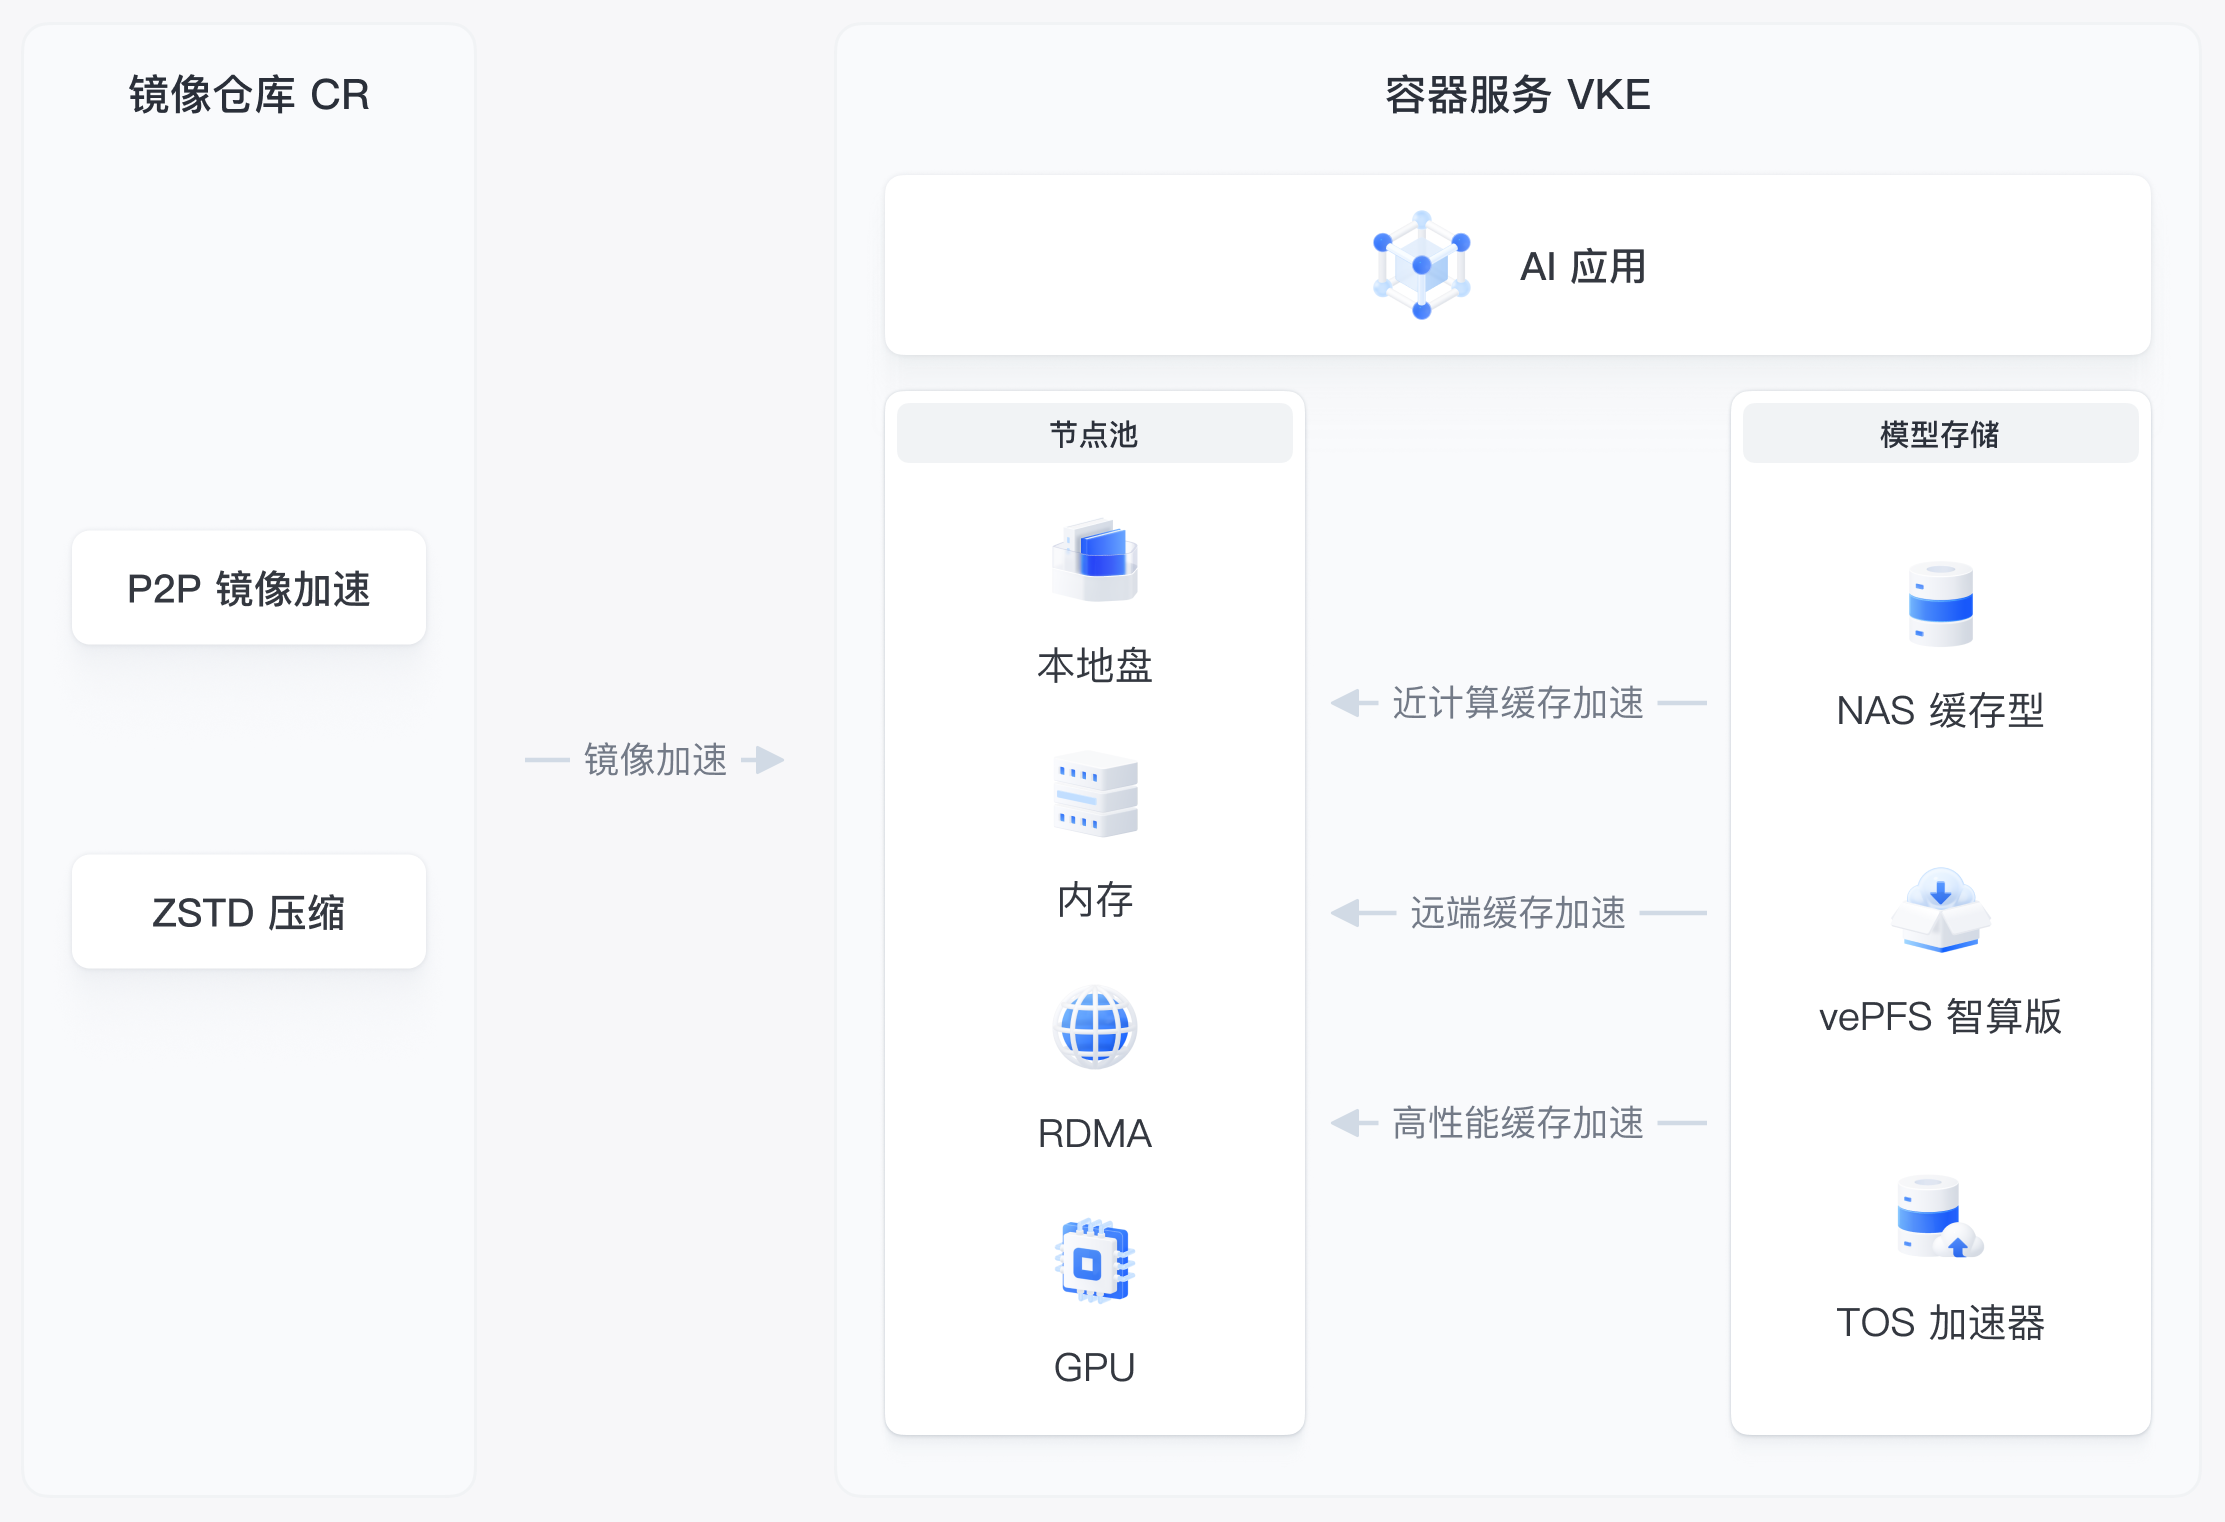 镜像仓库 CR
P2P 镜像加速
ZSTD 压缩
镜像加速
容器服务 VKE
AI 应用
节点池
本地盘
内存
RDMA
GPU
近计算缓存加速
远端缓存加速
高性能缓存加速
模型存储
NAS 缓存型
vePFS 智算版
TOS 加速器